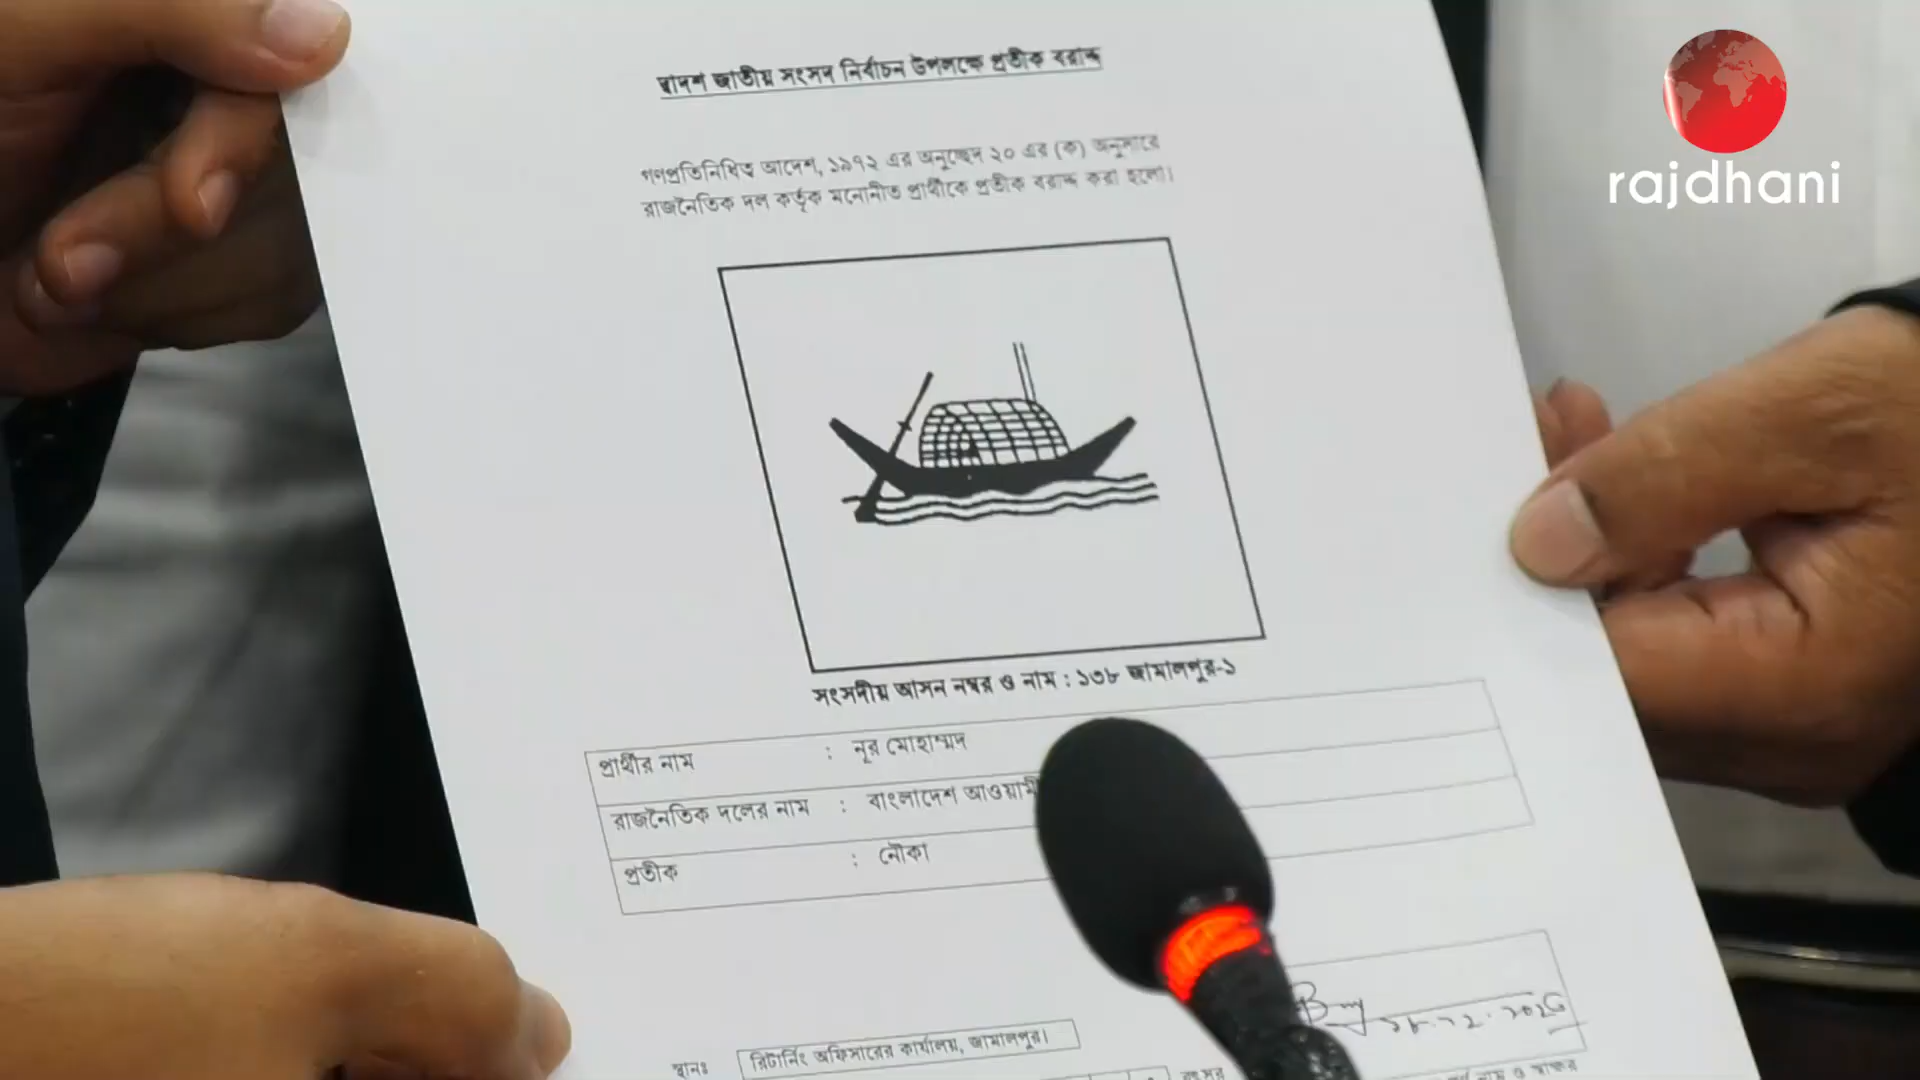 rajdhani
দ্বাদশ জাতীয় সংসদ নির্বাচন উপলক্ষে প্রতীক বরাদ্দ
গণপ্রতিনিধিত্ব আদেশ, ১৯৭২ এর অনুচ্ছেদ ২০ এর (ক) অনুসারে
রাজনৈতিক দল কর্তৃক মনোনীত প্রার্থীকে প্রতীক বরাদ্দ করা হলো।
সংসদীয় আসন নম্বর ও নাম : ১৩৮ জামালপুর-১
প্রার্থীর নাম : নূর মোহাম্মদ
রাজনৈতিক দলের নাম : বাংলাদেশ আওয়ামী
প্রতীক : নৌকা
স্থানঃ রিটার্নিং অফিসারের কার্যালয়, জামালপুর।